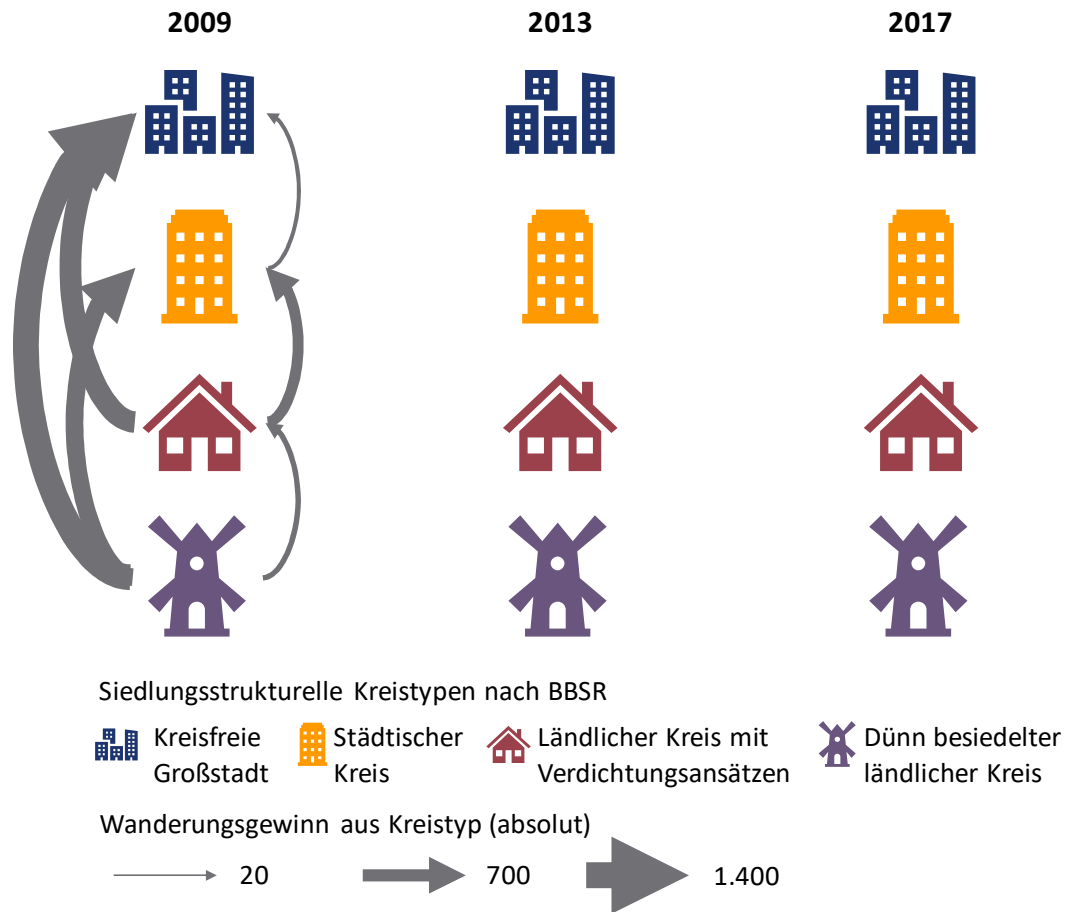 2009 2013 2017
Siedlungsstrukturelle Kreistypen nach BBSR
Kreisfreie Großstadt
Städtischer Kreis
Ländlicher Kreis mit Verdichtungsansätzen
Dünn besiedelter ländlicher Kreis
Wanderungsgewinn aus Kreistyp (absolut)
20 700 1.400